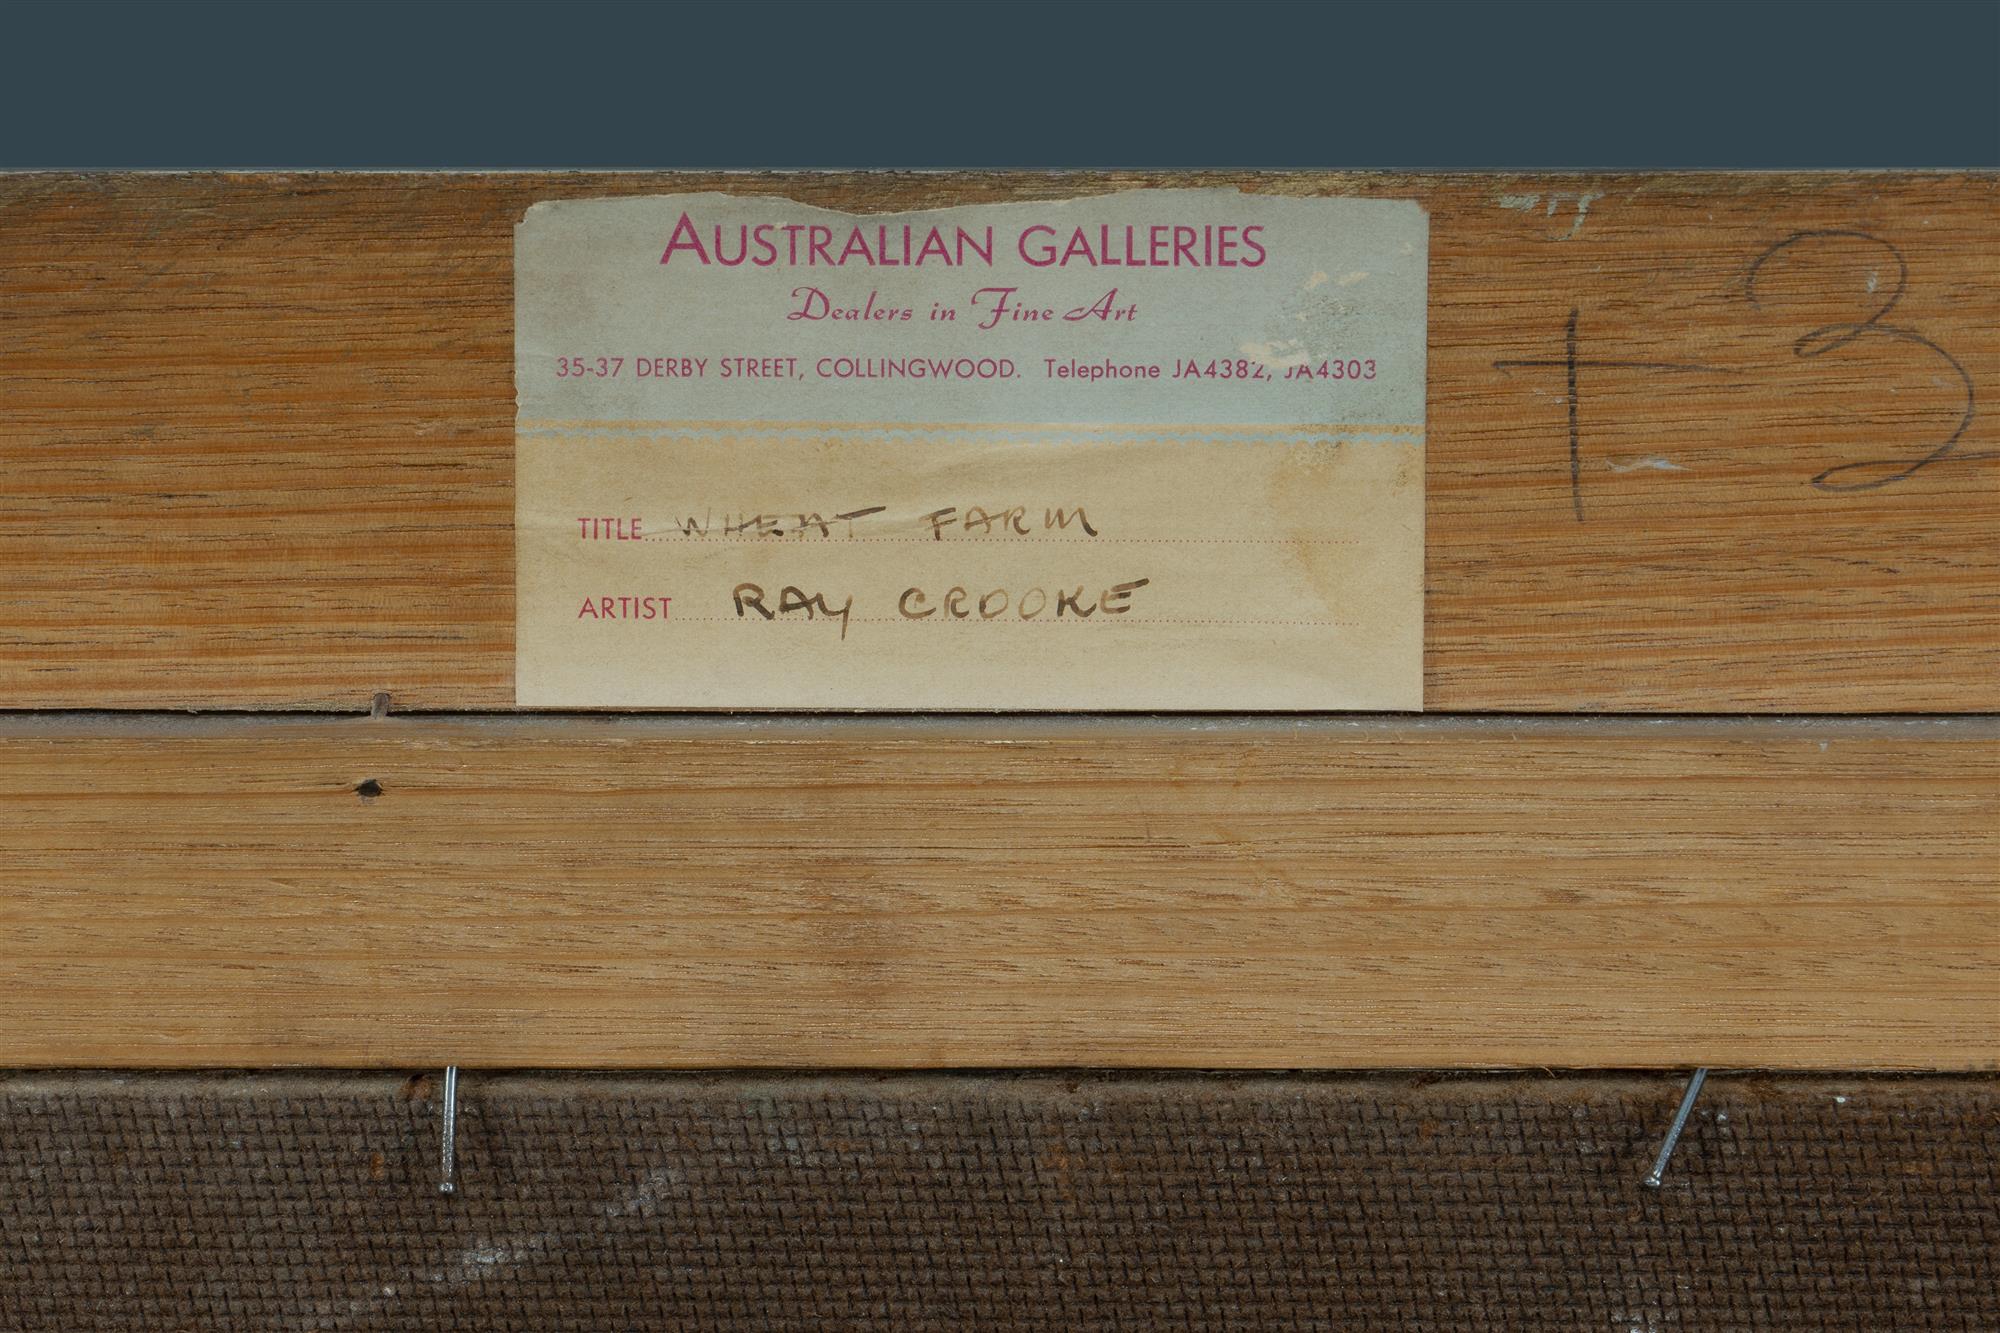 AUSTRALIAN GALLERIES
Dealers in Fine Art
35-37 DERBY STREET, COLLINGWOOD. Telephone JA4382, JA4303
+3
TITLE WHEAT FARM
ARTIST RAY CROOKE